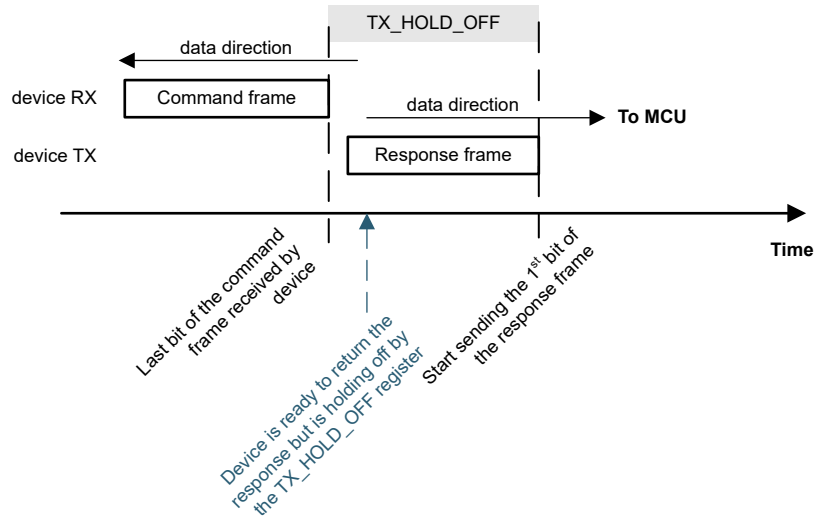 TX_HOLD_OFF
data direction
device RX
Command frame
data direction
To MCU
device TX
Response frame
Time
Last bit of the command
frame received by
device
Device is ready to return the
response but is holding off by
the TX_HOLD_OFF register
Start sending the 1st bit of
the response frame